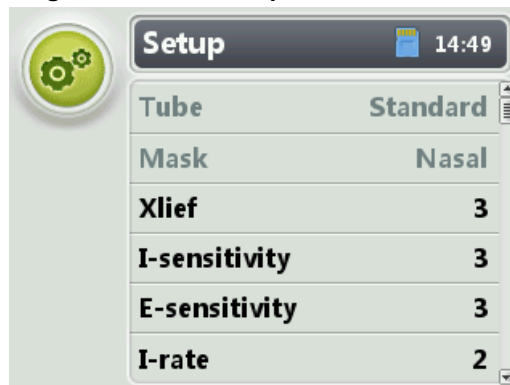 Setup 14:49
Tube Standard
Mask Nasal
Xlief 3
I-sensitivity 3
E-sensitivity 3
I-rate 2